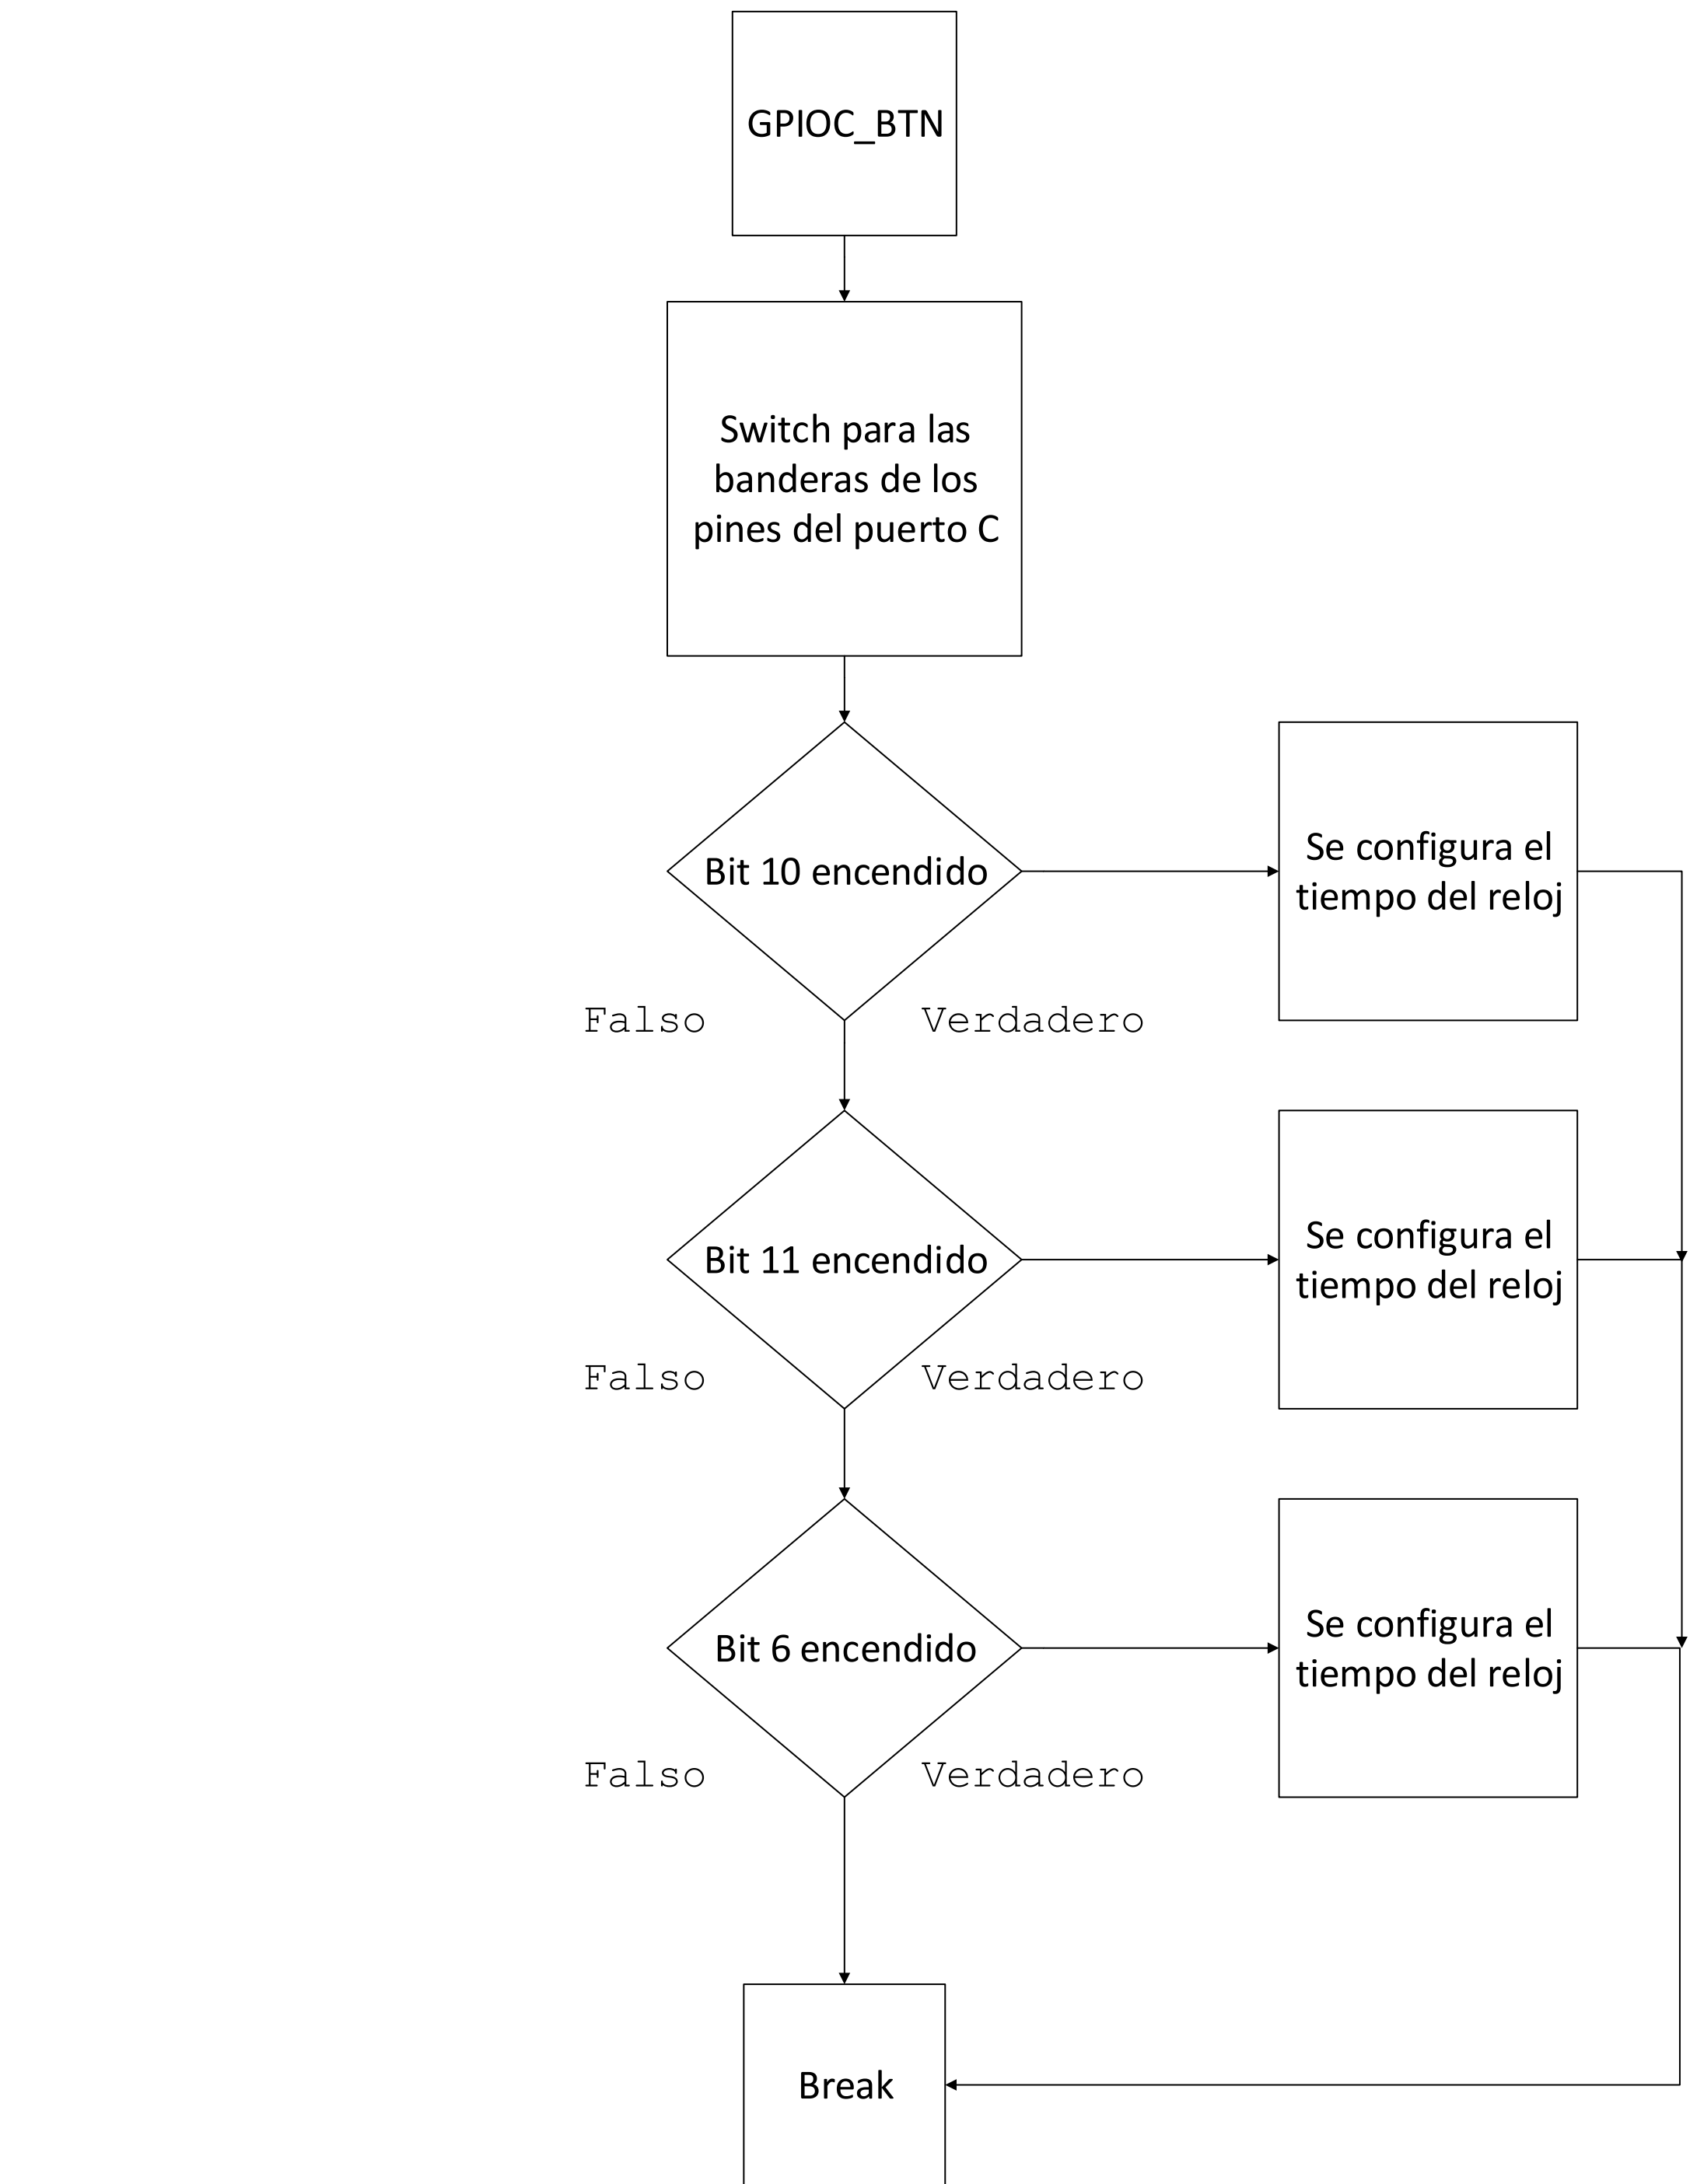 GPIOC_BTN
Switch para las
banderas de los
pines del puerto C
Bit 10 encendido
Se configura el
tiempo del reloj
Falso
Verdadero
Bit 11 encendido
Se configura el
tiempo del reloj
Falso
Verdadero
Bit 6 encendido
Se configura el
tiempo del reloj
Falso
Verdadero
Break